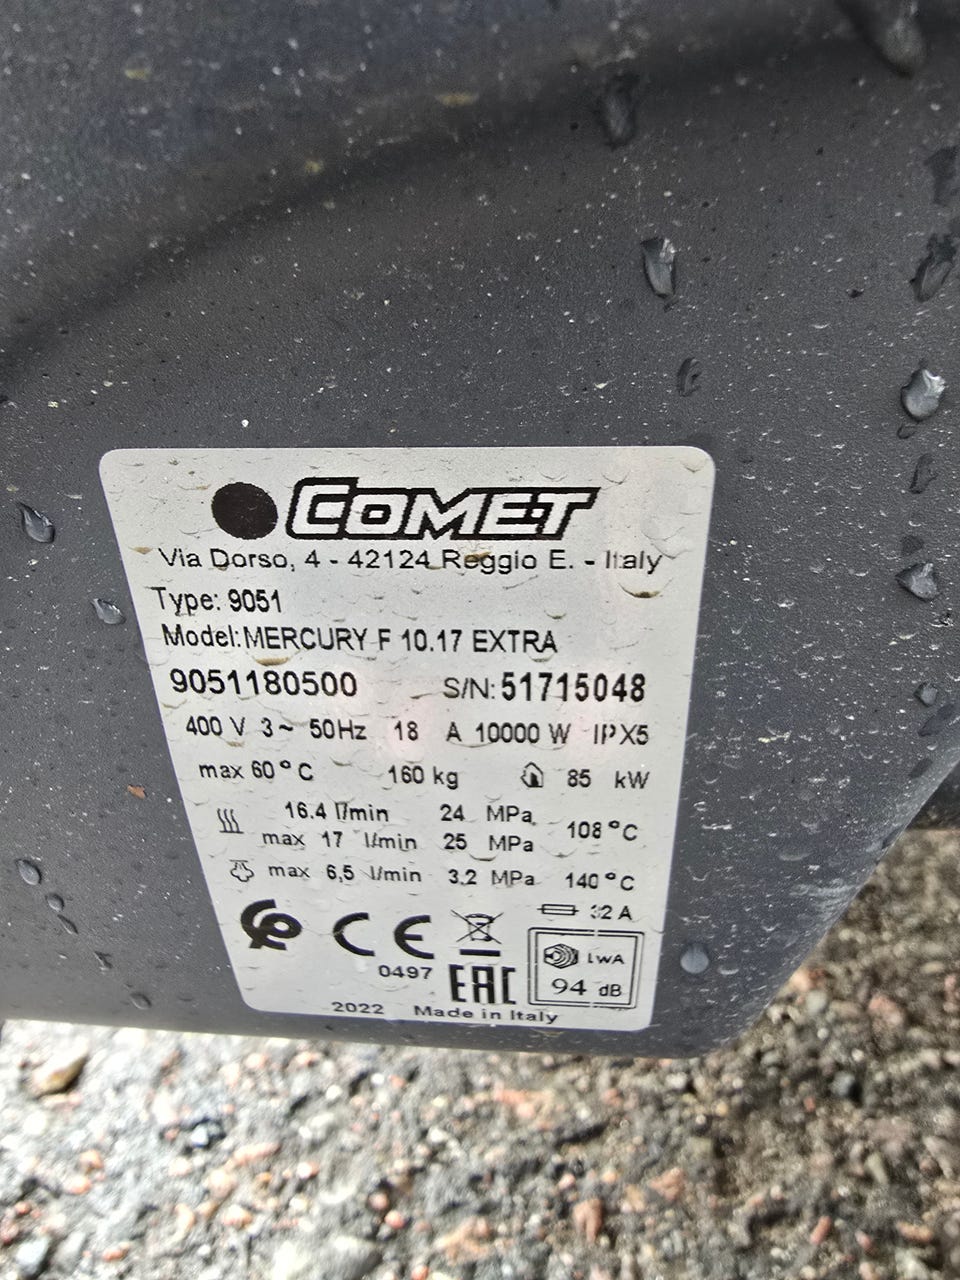 COMET
Via Dorso, 4 - 42124 Reggio E. - Italy
Type: 9051
Model: MERCURY F 10.17 EXTRA
9051180500 S/N: 51715048
400 V 3~ 50Hz 18 A 10000 W IPX5
max 60°C 160 kg 85 kW
16.4 l/min 24 MPa 108°C
max 17 l/min 25 MPa
max 6,5 l/min 3.2 MPa 140°C
A
CE
LWA
0497 EAC 94 dB
2022 Made in Italy